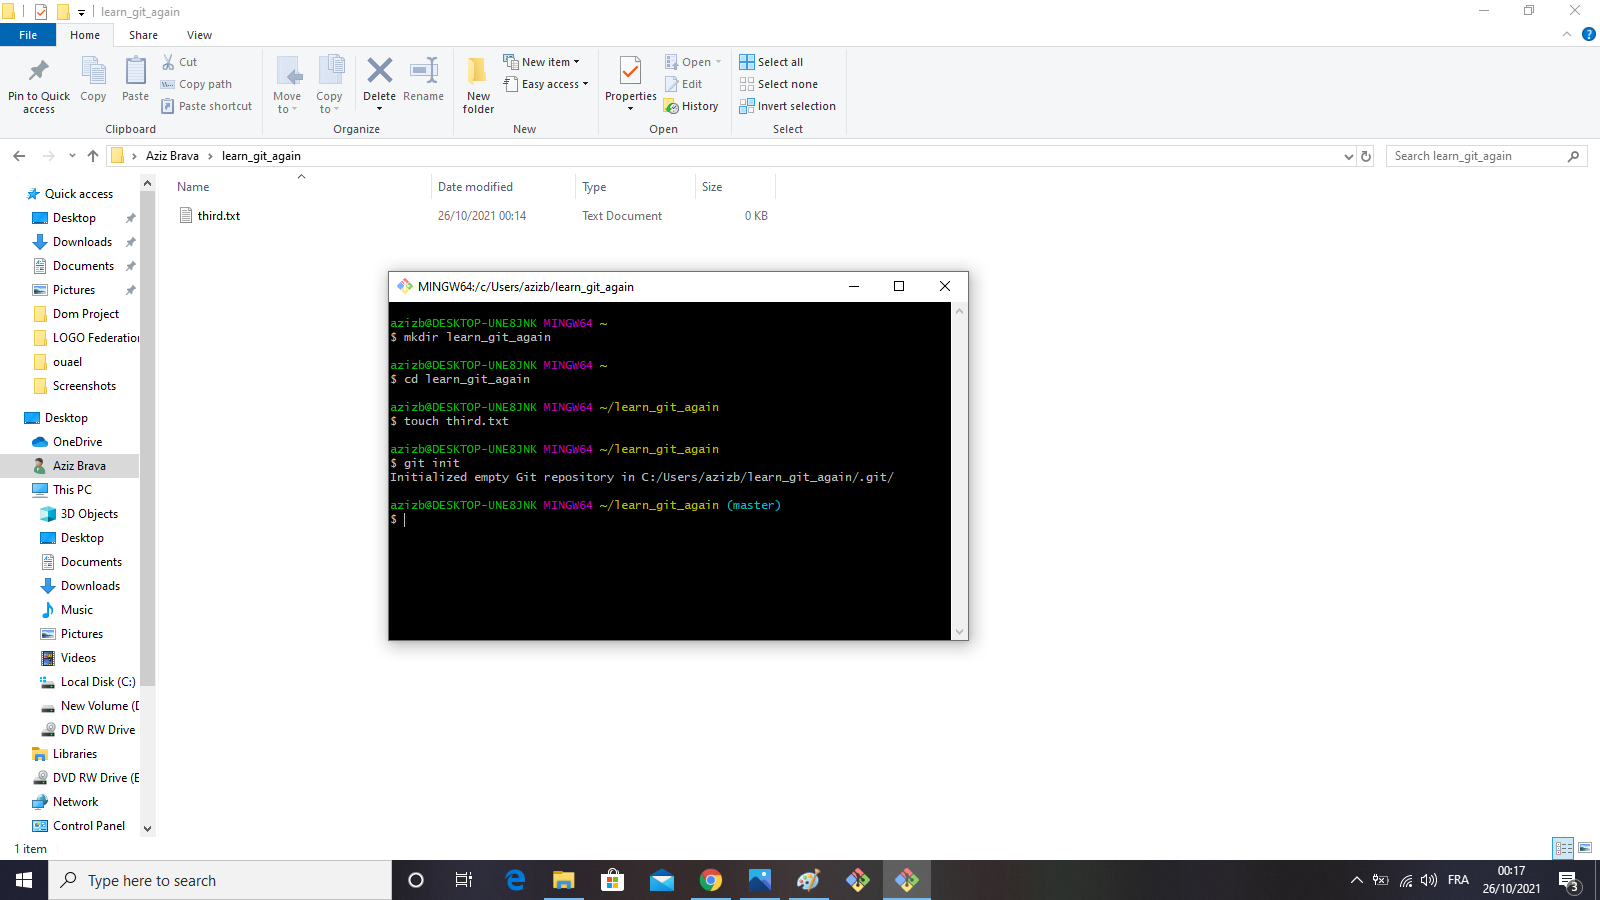 learn_git_again
File Home Share View
Pin to Quick access
Copy
Paste
Cut
Copy path
Paste shortcut
Clipboard
Move to
Copy to
Delete
Rename
Organize
New folder
New item
Easy access
New
Properties
Open
Edit
History
Open
Select all
Select none
Invert selection
Select
Aziz Brava › learn_git_again
Search learn_git_again
Name Date modified Type Size
third.txt 26/10/2021 00:14 Text Document 0 KB
Quick access
Desktop
Downloads
Documents
Pictures
Dom Project
LOGO Federatio
ouael
Screenshots
Desktop
OneDrive
Aziz Brava
This PC
3D Objects
Desktop
Documents
Downloads
Music
Pictures
Videos
Local Disk (C:)
New Volume (D
DVD RW Drive
Libraries
DVD RW Drive (E
Network
Control Panel
1 item
MINGW64:/c/Users/azizb/learn_git_again
azizb@DESKTOP-UNE8JNK MINGW64 ~
$ mkdir learn_git_again
azizb@DESKTOP-UNE8JNK MINGW64 ~
$ cd learn_git_again
azizb@DESKTOP-UNE8JNK MINGW64 ~/learn_git_again
$ touch third.txt
azizb@DESKTOP-UNE8JNK MINGW64 ~/learn_git_again
$ git init
Initialized empty Git repository in C:/Users/azizb/learn_git_again/.git/
azizb@DESKTOP-UNE8JNK MINGW64 ~/learn_git_again (master)
$
Type here to search
FRA
00:17
26/10/2021
3